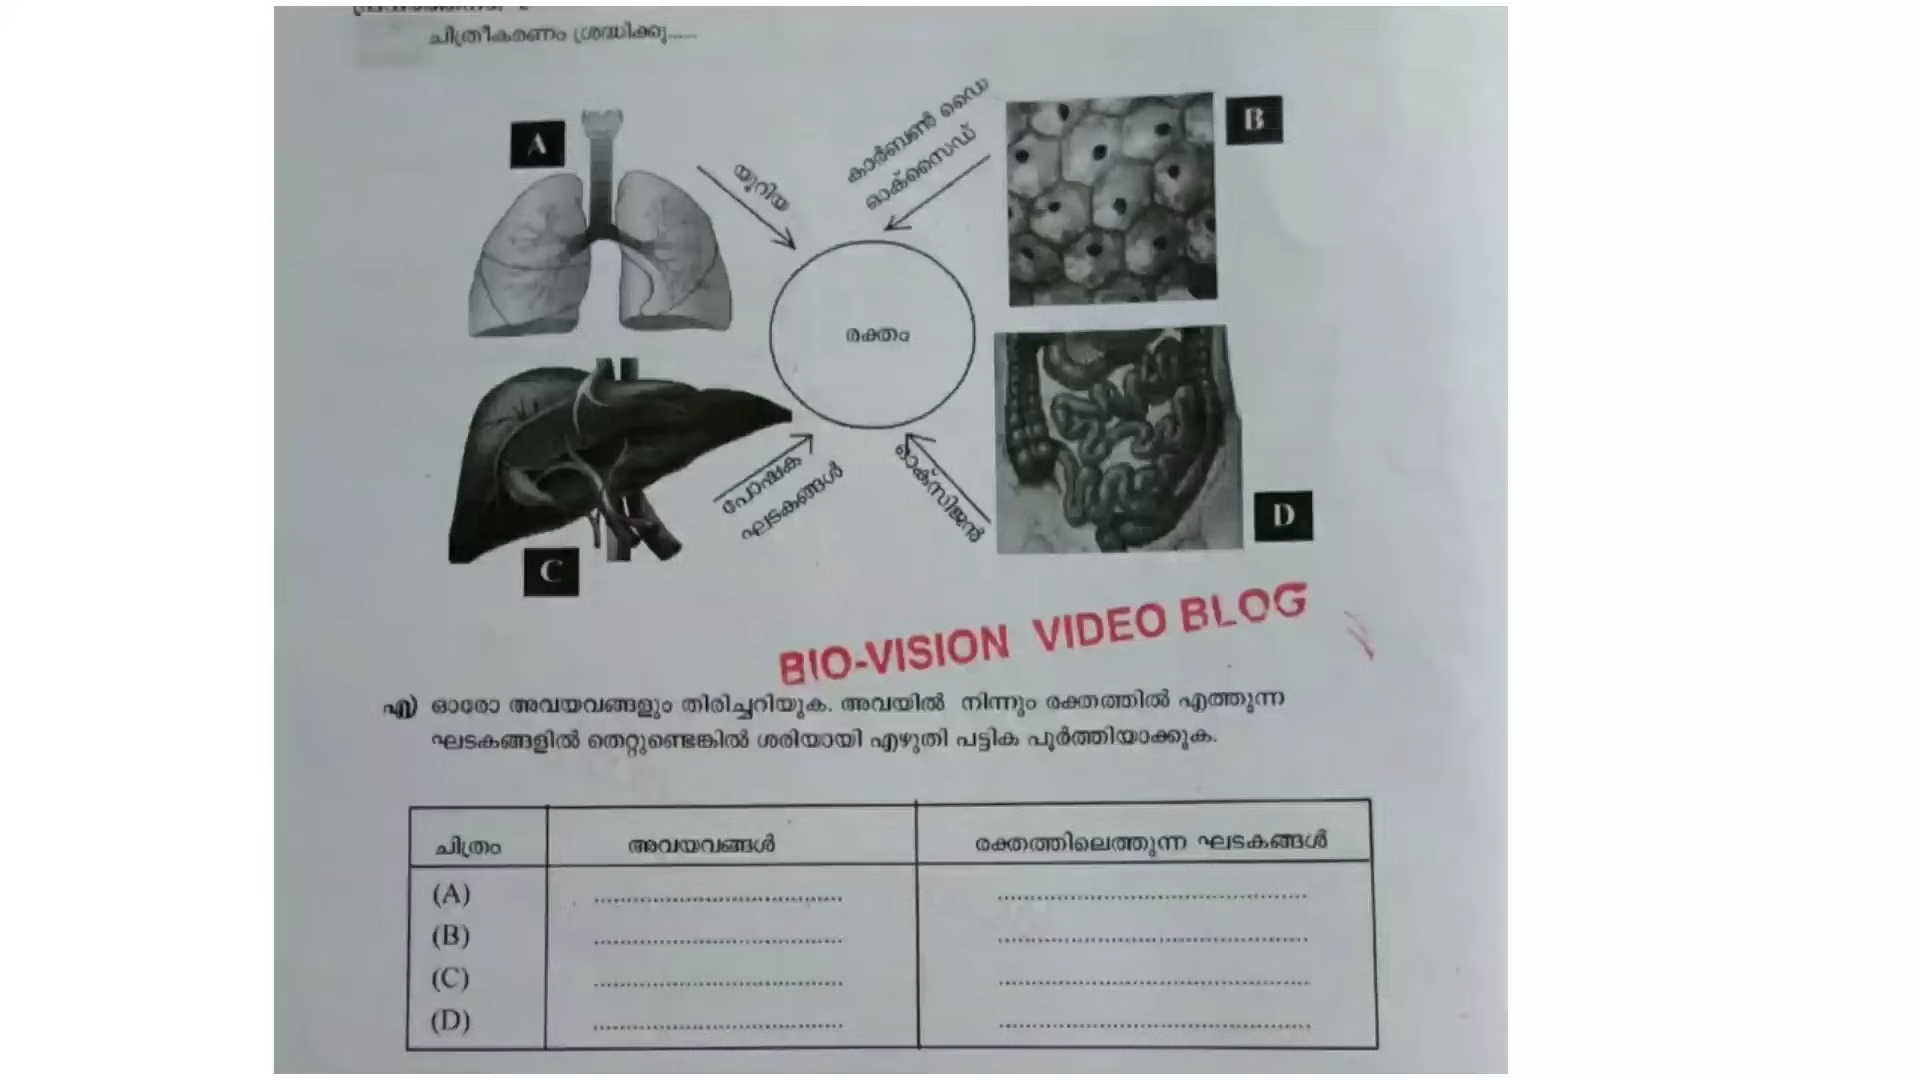 ചിത്രീകരണം ശ്രദ്ധിക്കൂ......
A
യൂറിയ
കാർബൺ ഡൈ
ഓക്സൈഡ്
B
രക്തം
C
പോഷക
ഘടകങ്ങൾ
ഓക്സിജൻ
D
BIO-VISION VIDEO BLOG
എ) ഓരോ അവയവങ്ങളും തിരിച്ചറിയുക. അവയിൽ നിന്നും രക്തത്തിൽ എത്തുന്ന
ഘടകങ്ങളിൽ തെറ്റുണ്ടെങ്കിൽ ശരിയായി എഴുതി പട്ടിക പൂർത്തിയാക്കുക.
ചിത്രം അവയവങ്ങൾ രക്തത്തിലെത്തുന്ന ഘടകങ്ങൾ
(A) ............................................. .............................................
(B) ............................................. .............................................
(C) ............................................. .............................................
(D) ............................................. .............................................